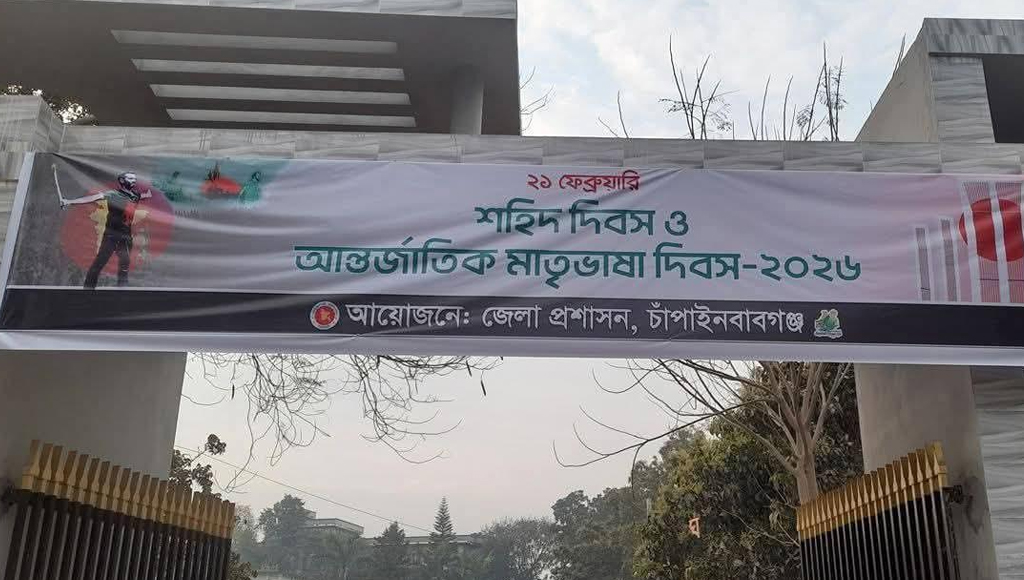 ২১ ফেব্রুয়ারি
শহিদ দিবস ও
আন্তর্জাতিক মাতৃভাষা দিবস-২০২৬
আয়োজনে: জেলা প্রশাসন, চাঁপাইনবাবগঞ্জ